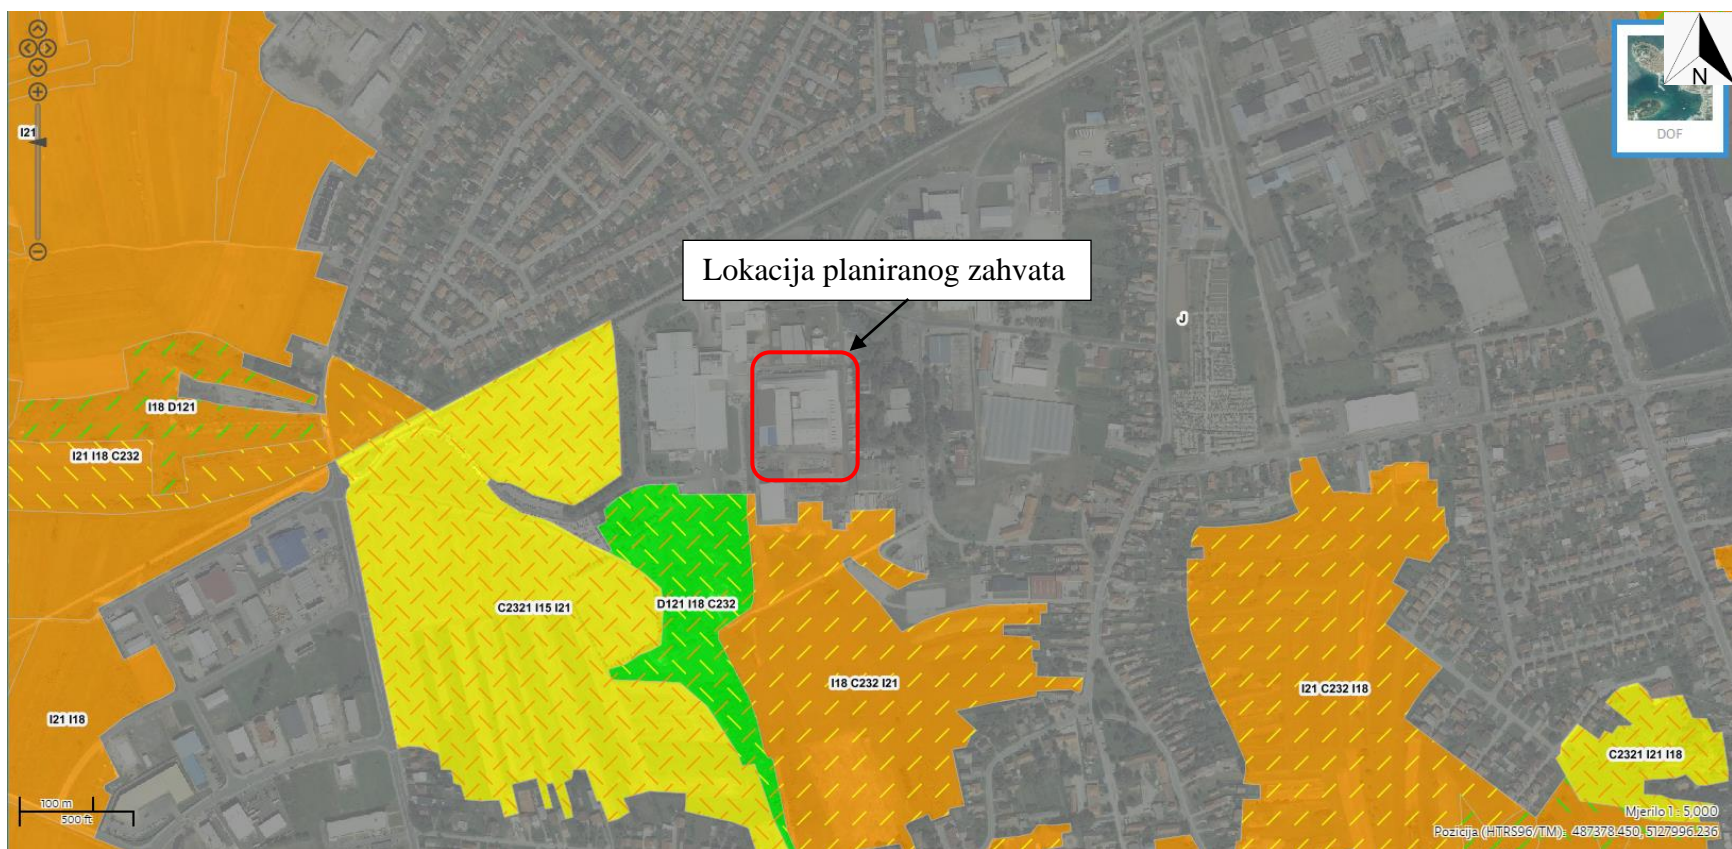 N
DOF
I21
Lokacija planiranog zahvata
J
I18 D121
I21 I18 C232
C2321 I15 I21
D121 I18 C232
I18 C232 I21
I21 C232 I18
I21 I18
C2321 I21 I18
100 m
500 ft
Mjerilo 1 : 5,000
Pozicija (HTRS96/TM): 487378.450, 5127996.236